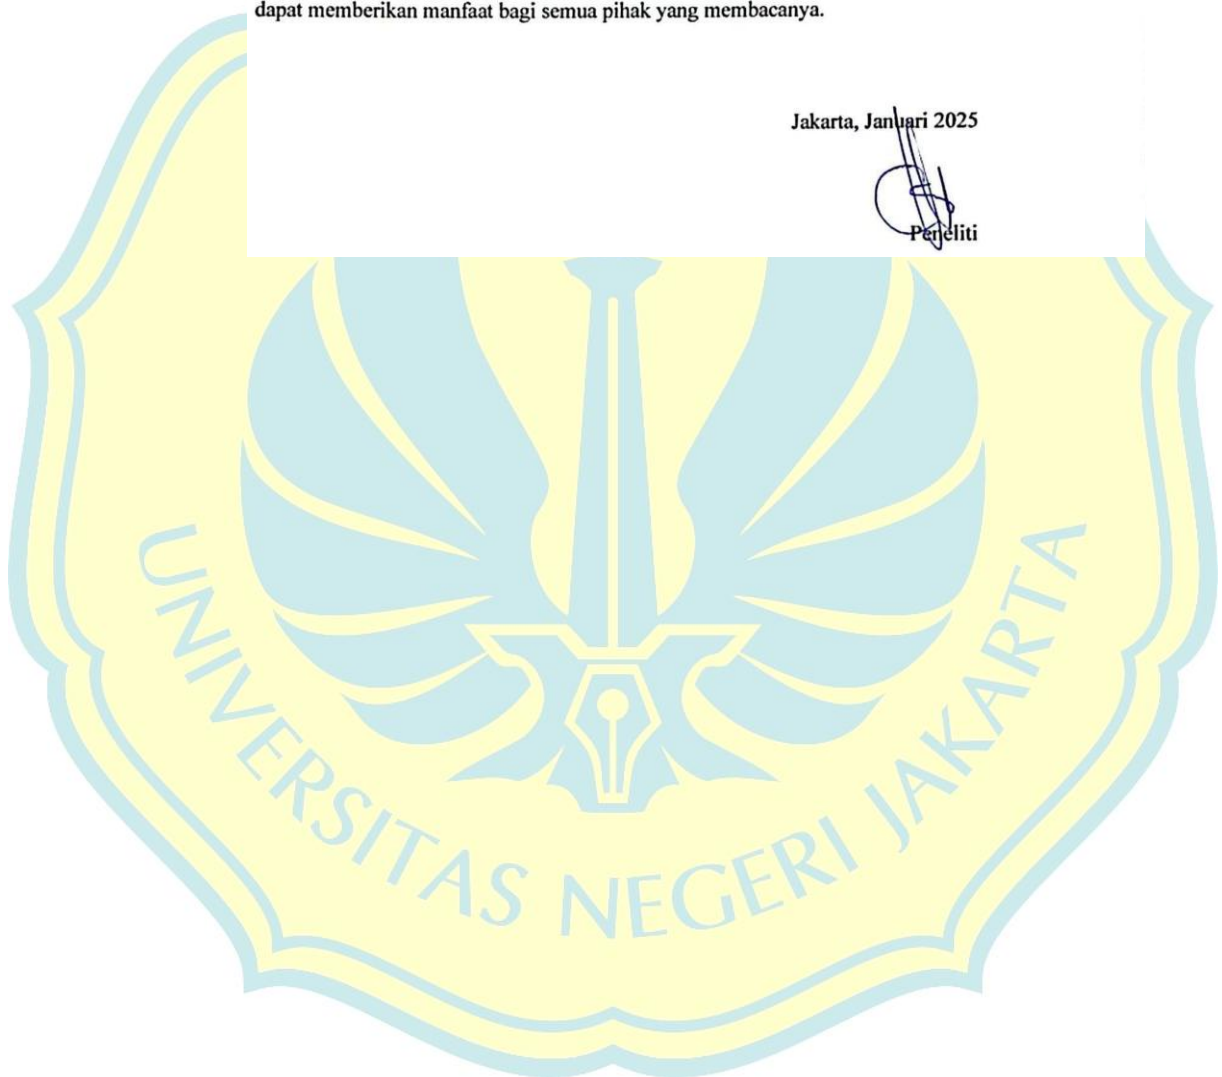 dapat memberikan manfaat bagi semua pihak yang membacanya.
Jakarta, Januari 2025
Peneliti
UNIVERSITAS NEGERI JAKARTA